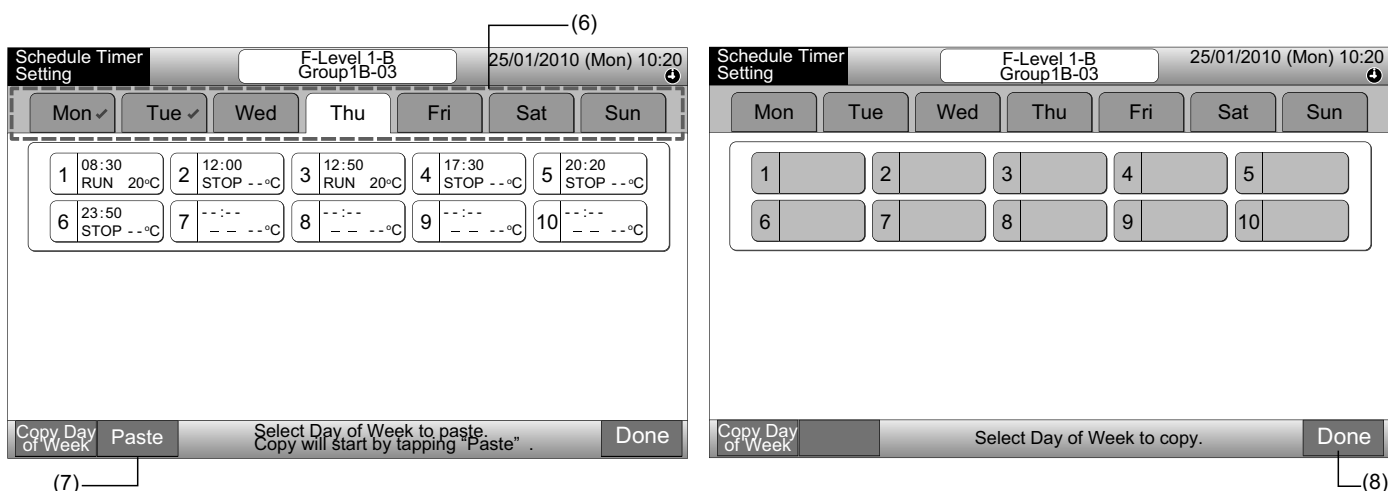 (6)
Schedule Timer
Setting
F-Level 1-B
Group1B-03
25/01/2010 (Mon) 10:20
Mon Tue Wed Thu Fri Sat Sun
1 08:30 RUN 20°C
2 12:00 STOP --°C
3 12:50 RUN 20°C
4 17:30 STOP --°C
5 20:20 STOP --°C
6 23:50 STOP --°C
7 --:-- – – --°C
8 --:-- – – --°C
9 --:-- – – --°C
10 --:-- – – --°C
Copy Day
of Week
Paste
Select Day of Week to paste.
Copy will start by tapping "Paste" .
Done
(7)
Schedule Timer
Setting
F-Level 1-B
Group1B-03
25/01/2010 (Mon) 10:20
Mon Tue Wed Thu Fri Sat Sun
1 2 3 4 5
6 7 8 9 10
Copy Day
of Week
Select Day of Week to copy.
Done
(8)